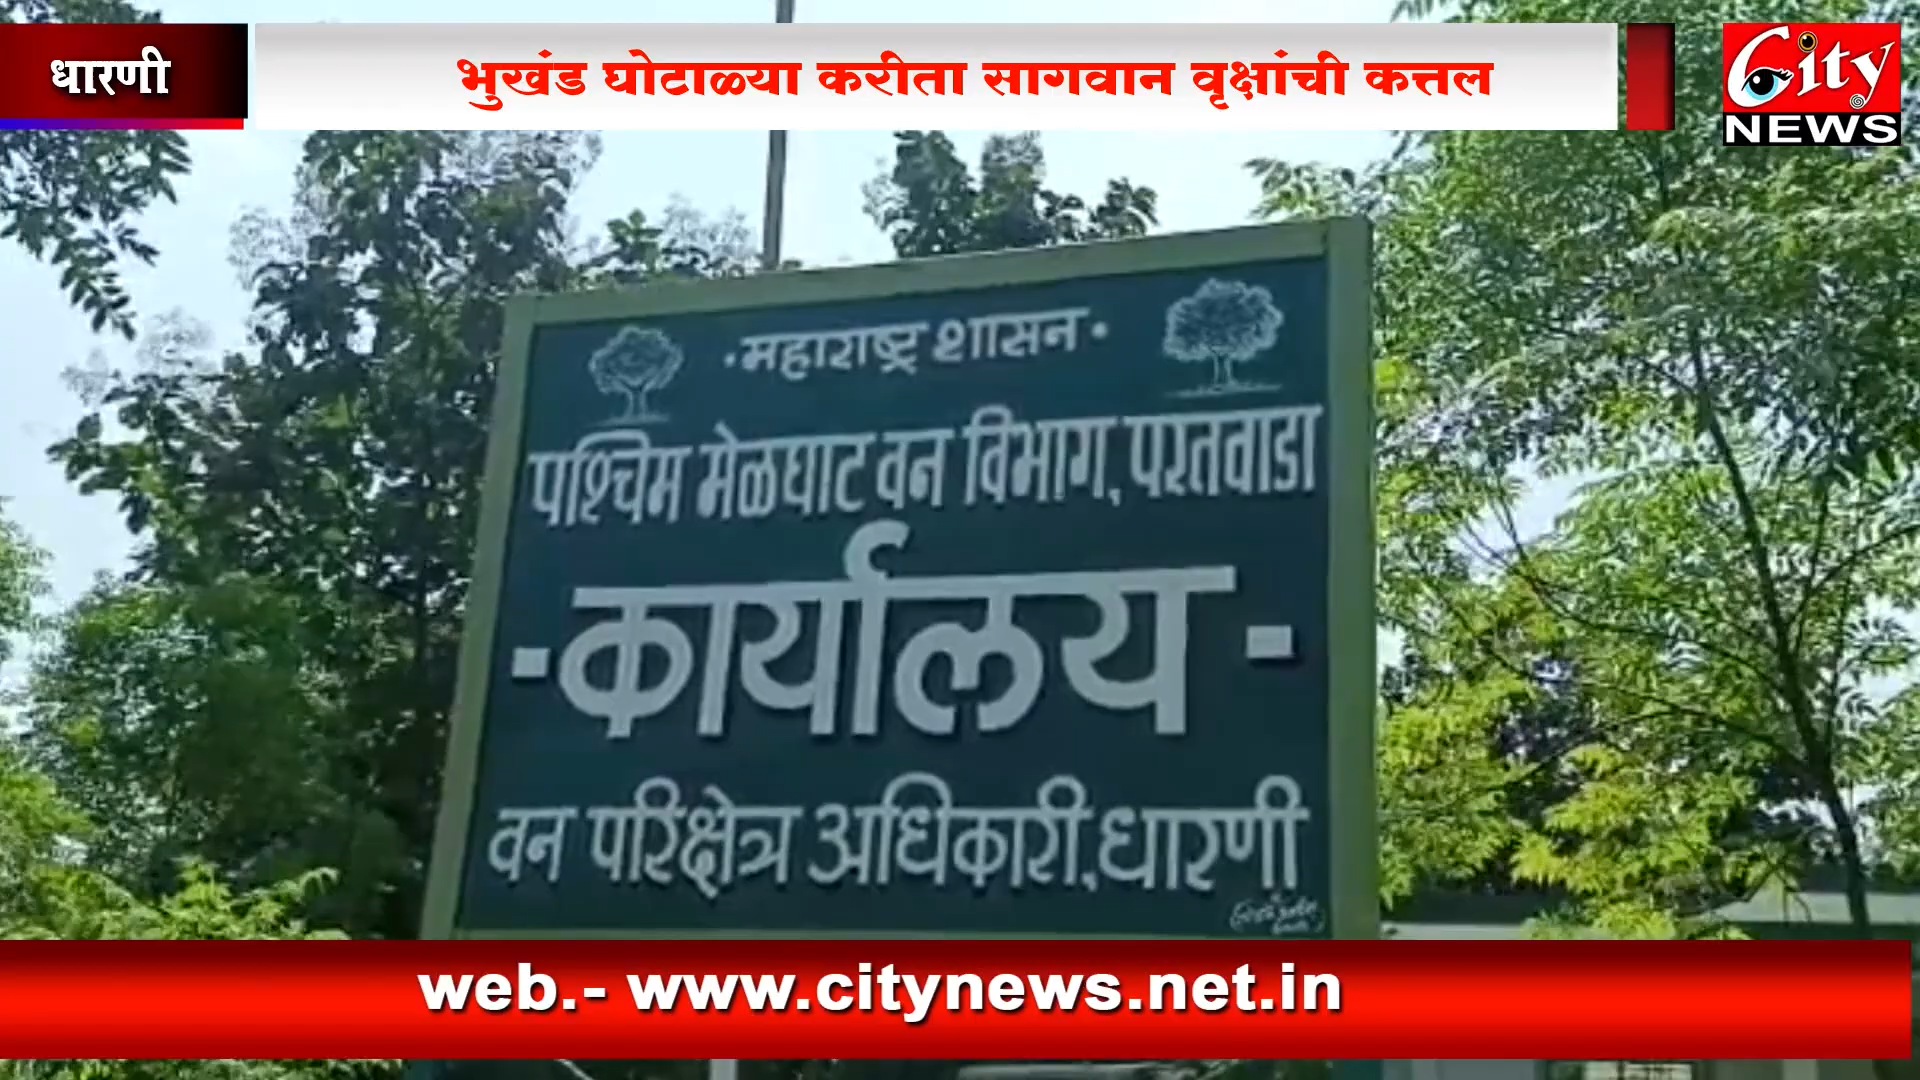 धारणी
भुखंड घोटाळ्या करीता सागवान वृक्षांची कत्तल
City
NEWS
• महाराष्ट्र शासन •
पश्चिम मेळघाट वन विभाग, परतवाडा
- कार्यालय -
वन परिक्षेत्र अधिकारी, धारणी
web.- www.citynews.net.in